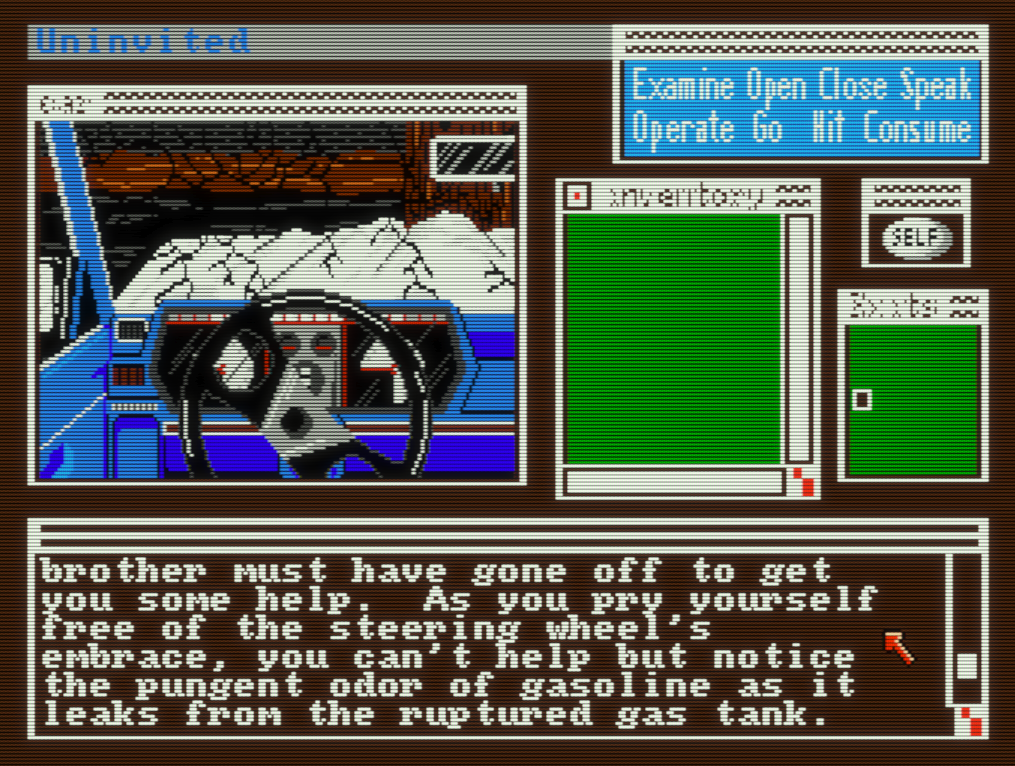 Uninvited
Examine Open Close Speak
Operate Go Hit Consume
inventory
SELF
brother must have gone off to get
you some help. As you pry yourself
free of the steering wheel's
embrace, you can't help but notice
the pungent odor of gasoline as it
leaks from the ruptured gas tank.